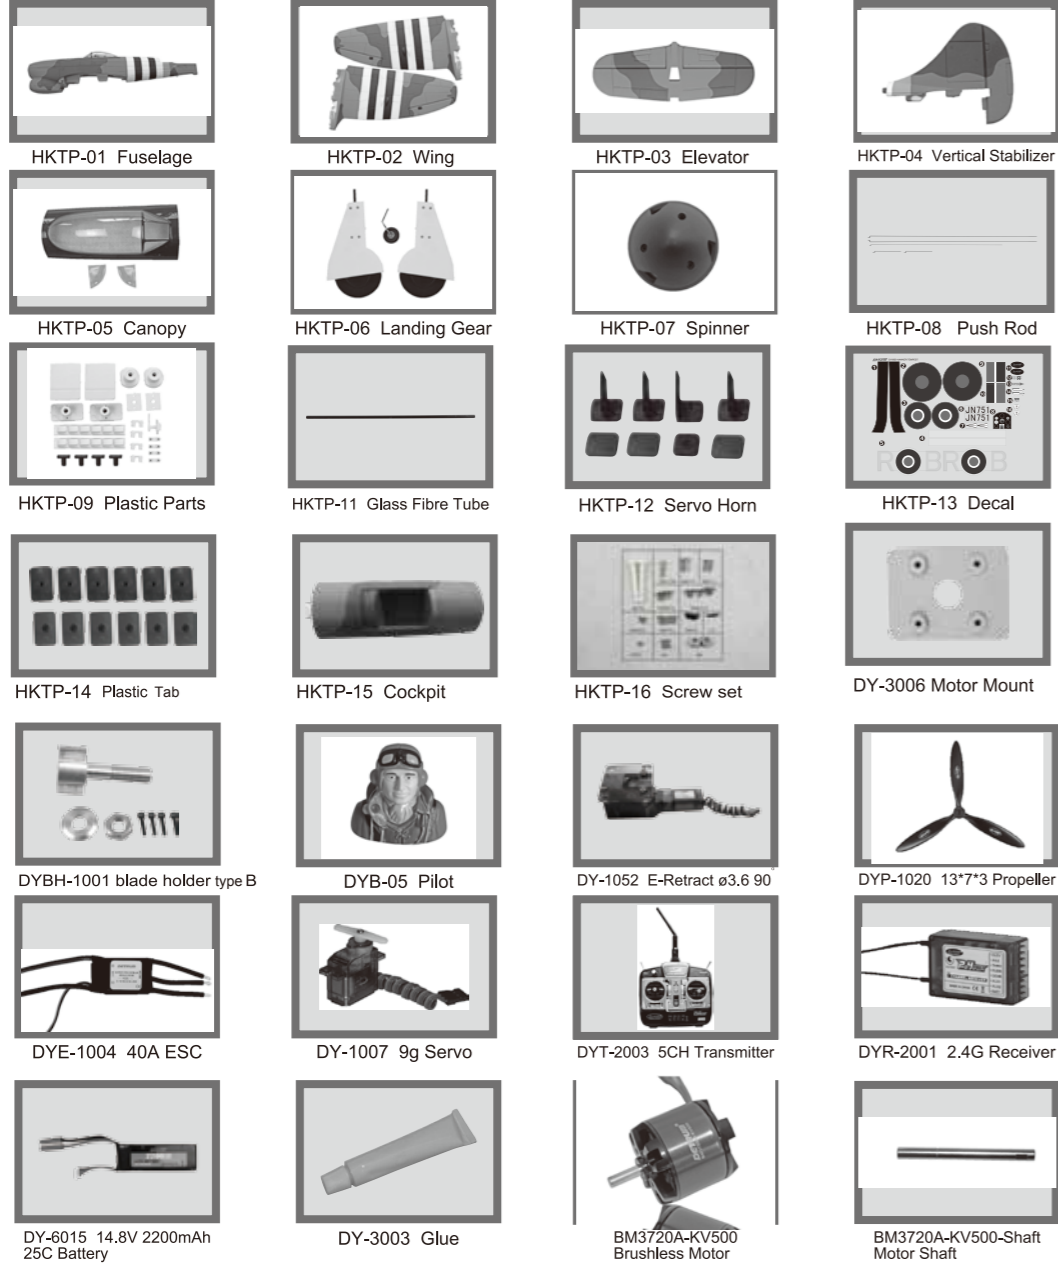 HKTP-01 Fuselage
HKTP-02 Wing
HKTP-03 Elevator
HKTP-04 Vertical Stabilizer
HKTP-05 Canopy
HKTP-06 Landing Gear
HKTP-07 Spinner
HKTP-08 Push Rod
JN751
JN751
R BR B
HKTP-09 Plastic Parts
HKTP-11 Glass Fibre Tube
HKTP-12 Servo Horn
HKTP-13 Decal
HKTP-14 Plastic Tab
HKTP-15 Cockpit
HKTP-16 Screw set
DY-3006 Motor Mount
DYBH-1001 blade holder type B
DYB-05 Pilot
DY-1052 E-Retract ø3.6 90°
DYP-1020 13*7*3 Propeller
DYE-1004 40A ESC
DY-1007 9g Servo
DYT-2003 5CH Transmitter
DYR-2001 2.4G Receiver
DY-6015 14.8V 2200mAh
25C Battery
DY-3003 Glue
BM3720A-KV500
Brushless Motor
BM3720A-KV500-Shaft
Motor Shaft